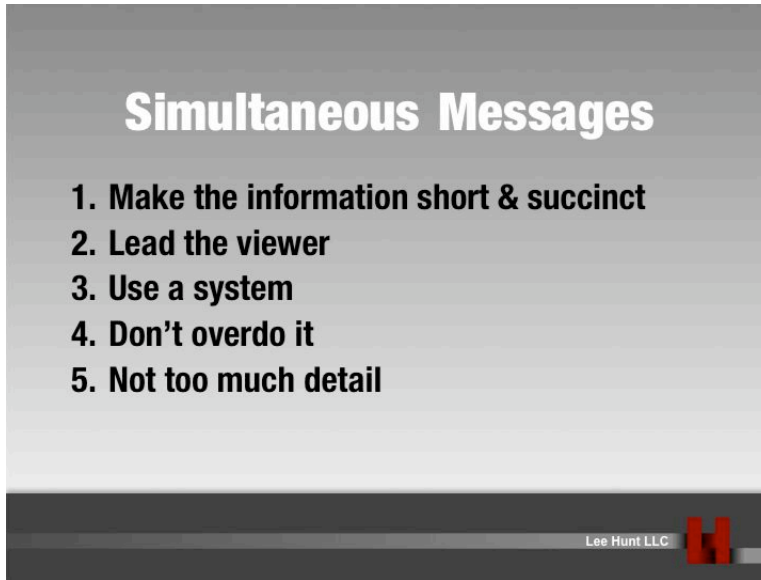 Simultaneous Messages
1. Make the information short & succinct
2. Lead the viewer
3. Use a system
4. Don't overdo it
5. Not too much detail
Lee Hunt LLC